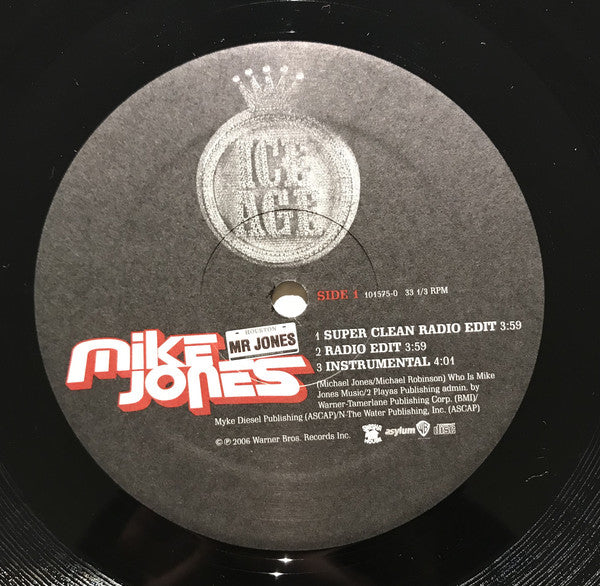 ICE
AGE
SIDE 1 101575-0 33 1/3 RPM
HOUSTON
MR JONES
MIKE
JONES
1 SUPER CLEAN RADIO EDIT 3:59
2 RADIO EDIT 3:59
3 INSTRUMENTAL 4:01
(Michael Jones/Michael Robinson) Who Is Mike
Jones Music/2 Playas Publishing admin. by
Warner-Tamerlane Publishing Corp. (BMI)/
Myke Diesel Publishing (ASCAP)/N-The Water Publishing, Inc. (ASCAP)
© ℗ 2006 Warner Bros. Records Inc.
asylum WB disc